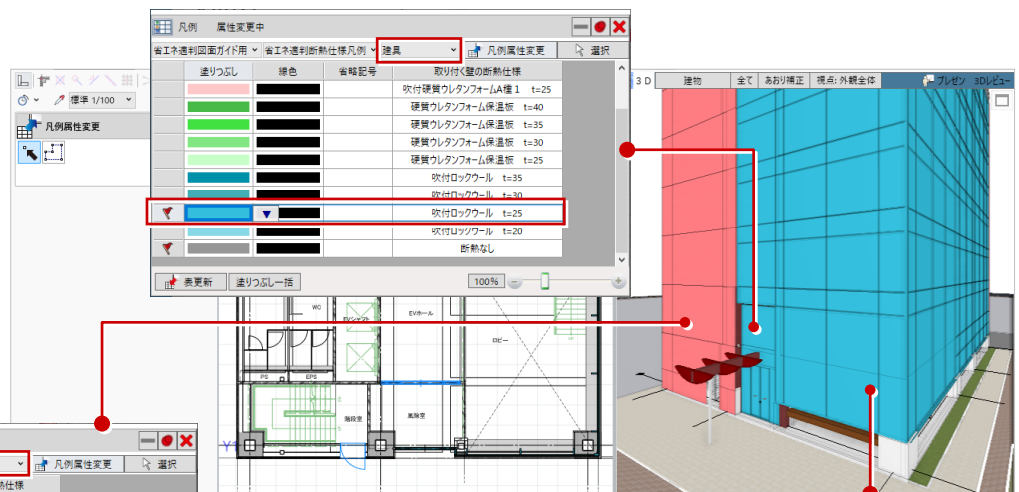 凡例 属性変更中
省エネ適判図面ガイド用 省エネ適判断熱仕様凡例 建具 凡例属性変更 選択
塗りつぶし 線色 省略記号 取り付く壁の断熱仕様
吹付硬質ウレタンフォームA種1 t=25
硬質ウレタンフォーム保温板 t=40
硬質ウレタンフォーム保温板 t=35
硬質ウレタンフォーム保温板 t=30
硬質ウレタンフォーム保温板 t=25
吹付ロックウール t=35
吹付ロックウール t=30
吹付ロックウール t=25
吹付ロックウール t=20
断熱なし
表更新 塗りつぶし一括 100%
標準 1/100
凡例属性変更
3D 建物 全て あおり補正 視点:外観全体 プレゼン 3Dビュー
WC
EVシャフト
EVホール
ロビー
UP
PS
EPS
階段室
風除室
Y1
凡例属性変更 選択
熱仕様